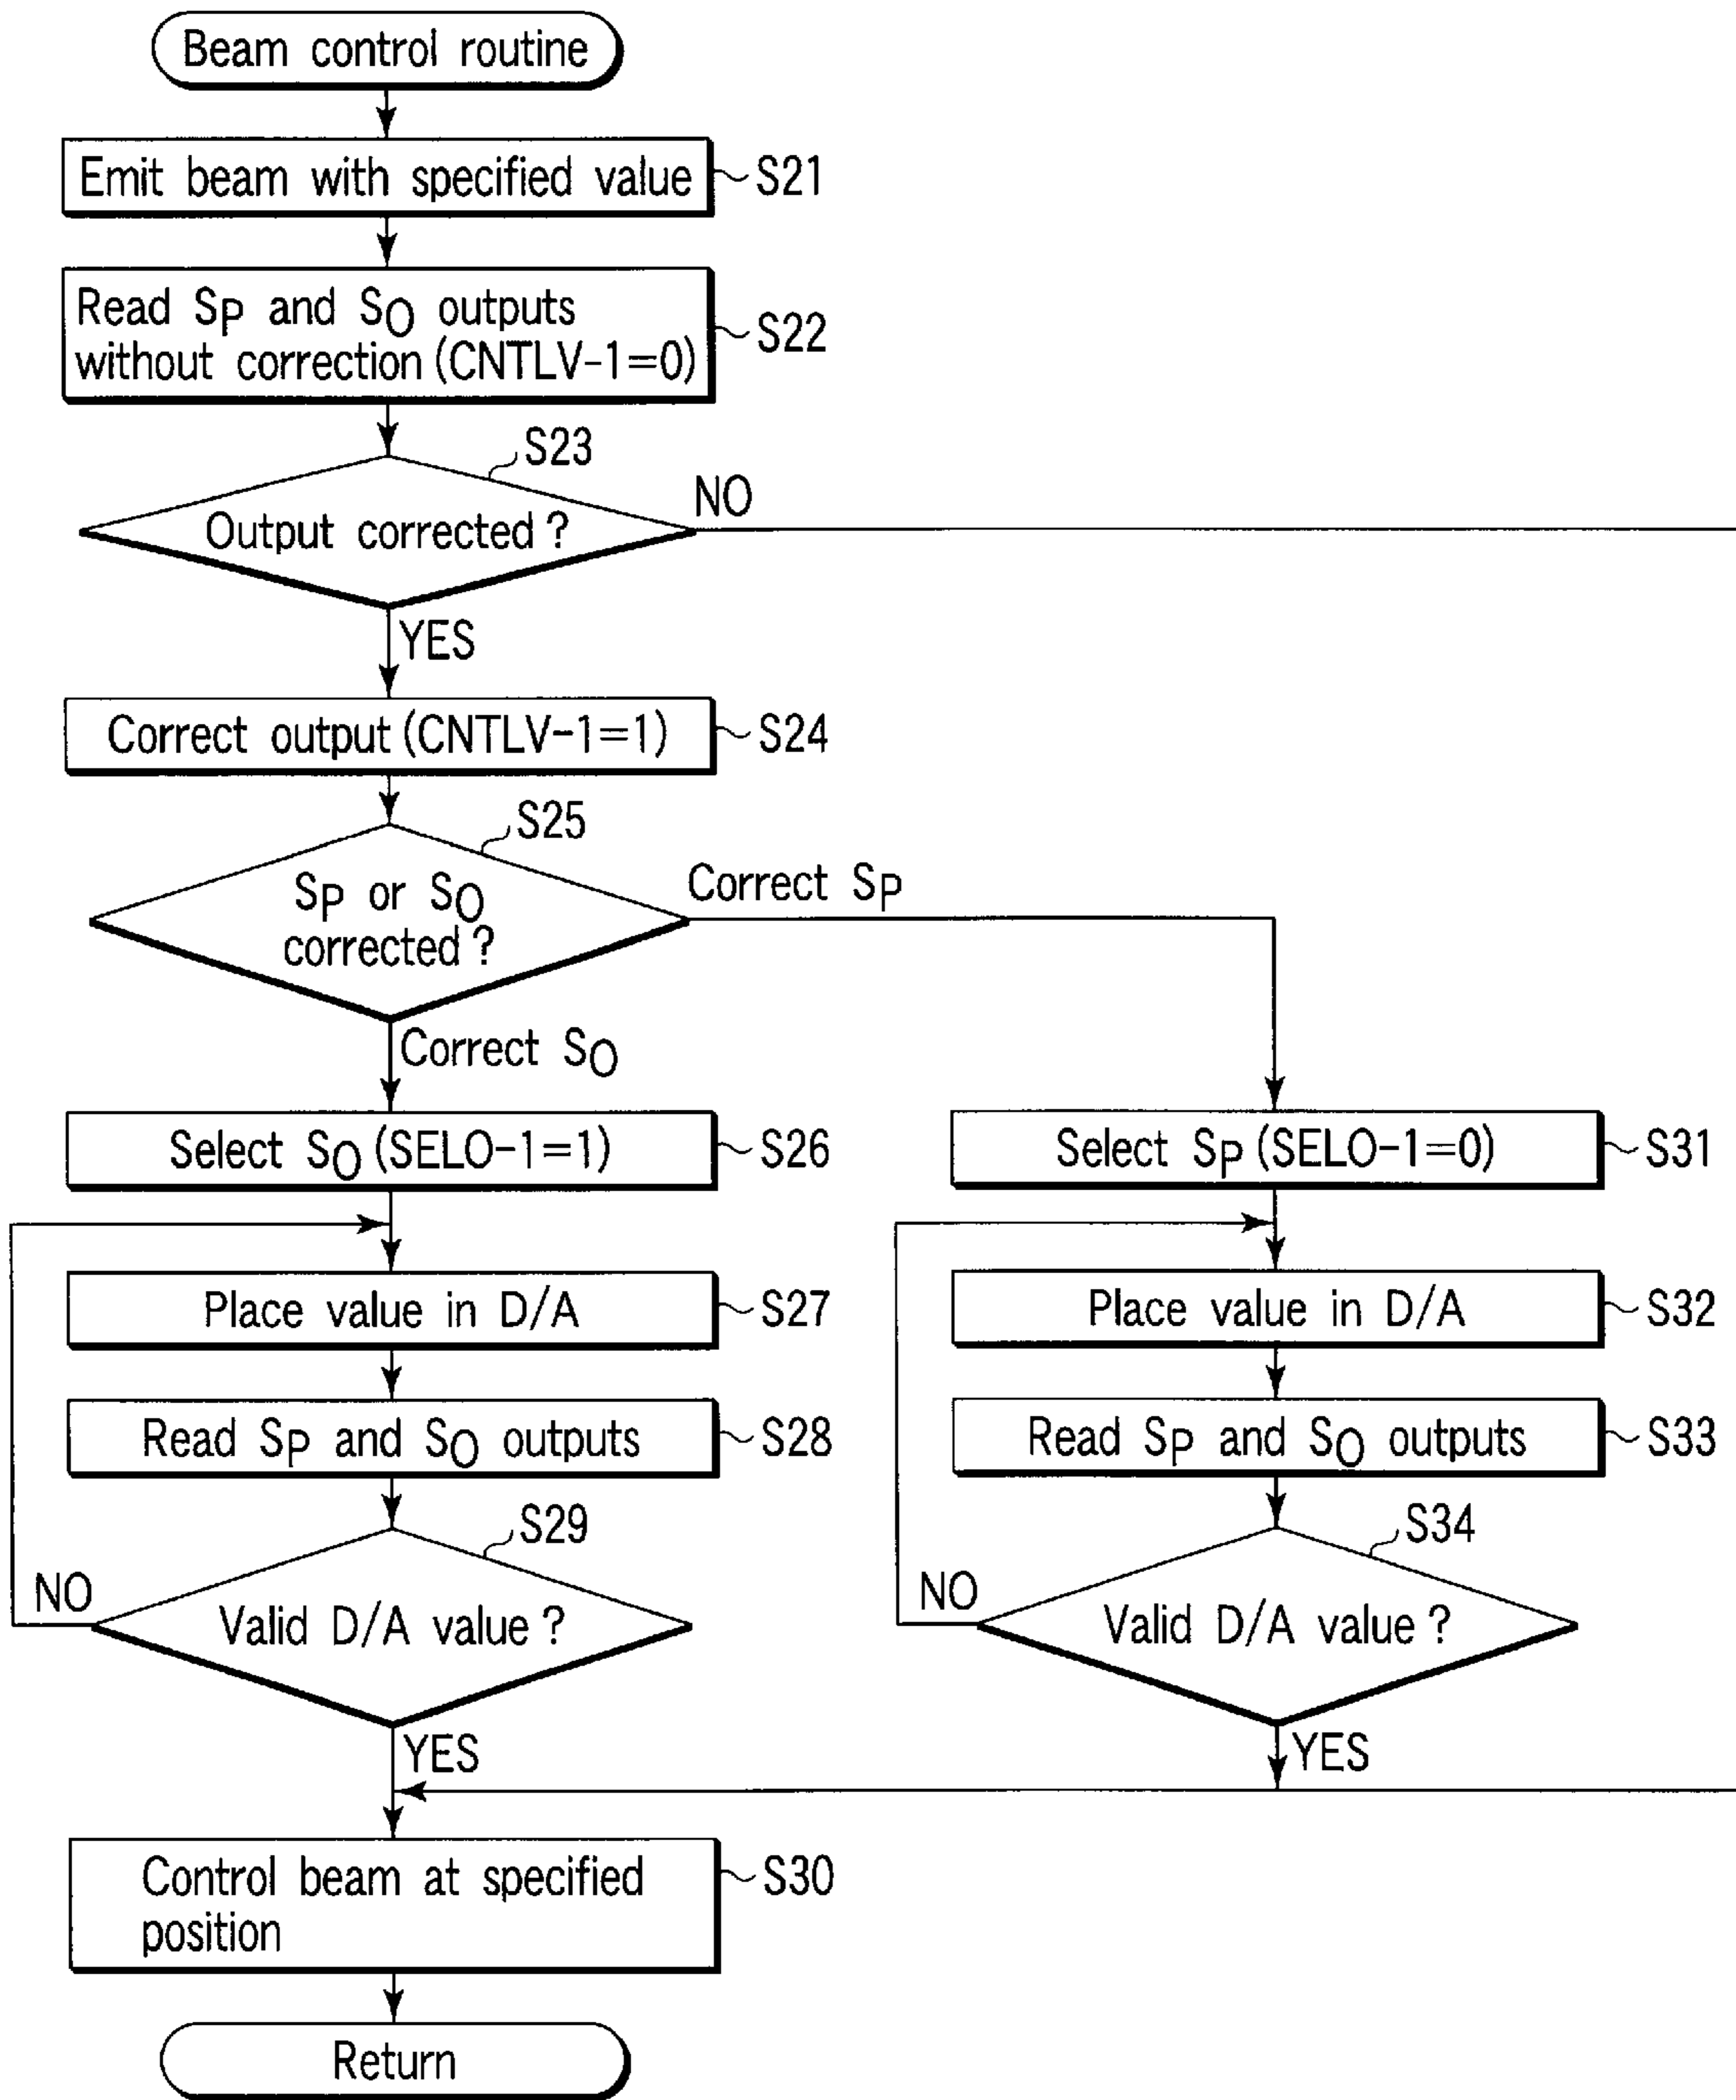 Beam control routine
Emit beam with specified value
S21
Read SP and SO outputs
without correction (CNTLV-1=0)
S22
S23
Output corrected?
NO
YES
Correct output (CNTLV-1=1)
S24
S25
SP or SO
corrected?
Correct SP
Correct SO
Select SO (SELO-1=1)
S26
Place value in D/A
S27
Read SP and SO outputs
S28
S29
Valid D/A value?
NO
YES
Select SP (SELO-1=0)
S31
Place value in D/A
S32
Read SP and SO outputs
S33
S34
Valid D/A value?
NO
YES
Control beam at specified
position
S30
Return